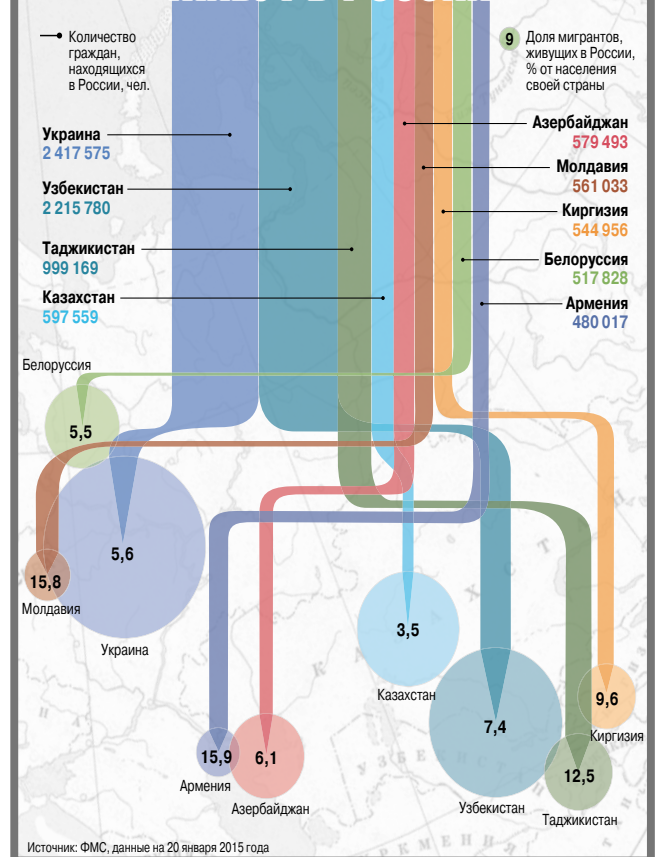 Количество
граждан,
находящихся
в России, чел.
9 Доля мигрантов,
живущих в России,
% от населения
своей страны
Украина
2 417 575
Узбекистан
2 215 780
Таджикистан
999 169
Казахстан
597 559
Азербайджан
579 493
Молдавия
561 033
Киргизия
544 956
Белоруссия
517 828
Армения
480 017
Белоруссия
5,5
5,6
15,8
Молдавия
Украина
3,5
Казахстан
9,6
Киргизия
7,4
15,9
6,1
12,5
Армения
Азербайджан
Узбекистан
Таджикистан
Источник: ФМС, данные на 20 января 2015 года